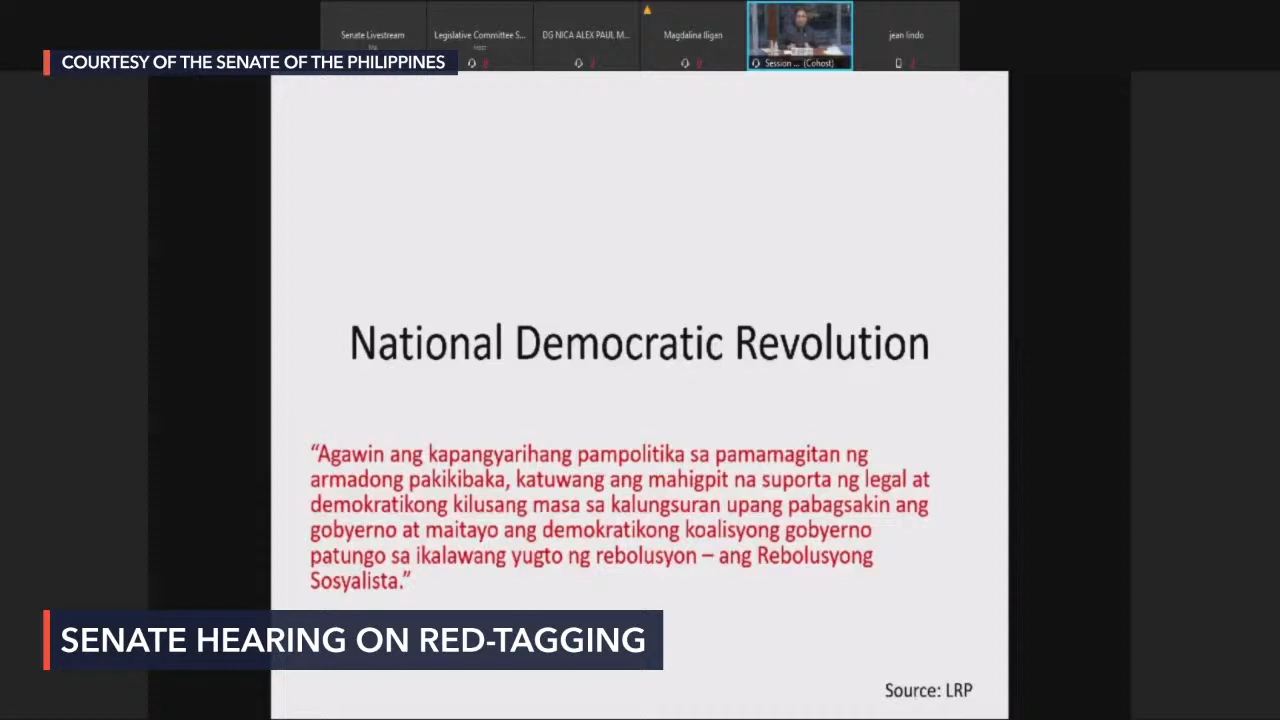 Senate Livestream
Legislative Committee S...
DG NICA ALEX PAUL M...
Magdalina Iligan
jean lindo
Session ... (Cohost)
COURTESY OF THE SENATE OF THE PHILIPPINES
National Democratic Revolution
“Agawin ang kapangyarihang pampolitika sa pamamagitan ng
armadong pakikibaka, katuwang ang mahigpit na suporta ng legal at
demokratikong kilusang masa sa kalungsuran upang pabagsakin ang
gobyerno at maitayo ang demokratikong koalisyong gobyerno
patungo sa ikalawang yugto ng rebolusyon – ang Rebolusyong
Sosyalista.”
SENATE HEARING ON RED-TAGGING
Source: LRP